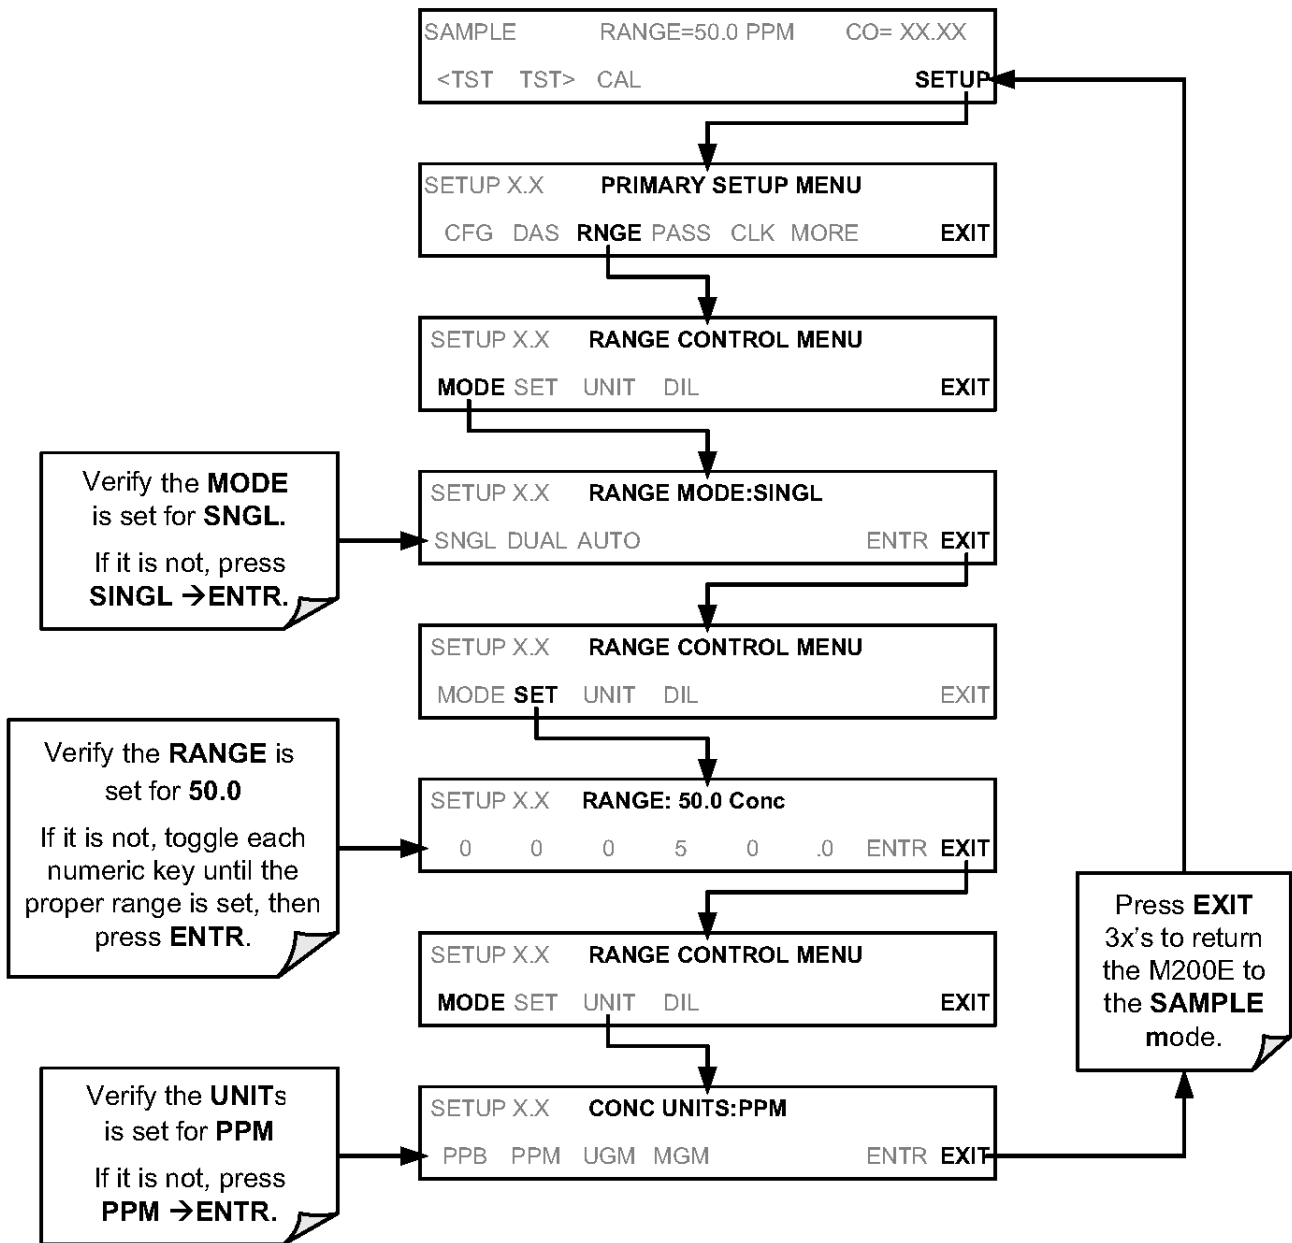 SAMPLE RANGE=50.0 PPM CO= XX.XX
<TST TST> CAL SETUP
SETUP X.X PRIMARY SETUP MENU
CFG DAS RNGE PASS CLK MORE EXIT
SETUP X.X RANGE CONTROL MENU
MODE SET UNIT DIL EXIT
Verify the MODE
is set for SNGL.
If it is not, press
SINGL →ENTR.
SETUP X.X RANGE MODE:SINGL
SNGL DUAL AUTO ENTR EXIT
SETUP X.X RANGE CONTROL MENU
MODE SET UNIT DIL EXIT
Verify the RANGE is
set for 50.0
If it is not, toggle each
numeric key until the
proper range is set, then
press ENTR.
SETUP X.X RANGE: 50.0 Conc
0 0 0 5 0 .0 ENTR EXIT
SETUP X.X RANGE CONTROL MENU
MODE SET UNIT DIL EXIT
Press EXIT
3x's to return
the M200E to
the SAMPLE
mode.
Verify the UNITs
is set for PPM
If it is not, press
PPM →ENTR.
SETUP X.X CONC UNITS:PPM
PPB PPM UGM MGM ENTR EXIT